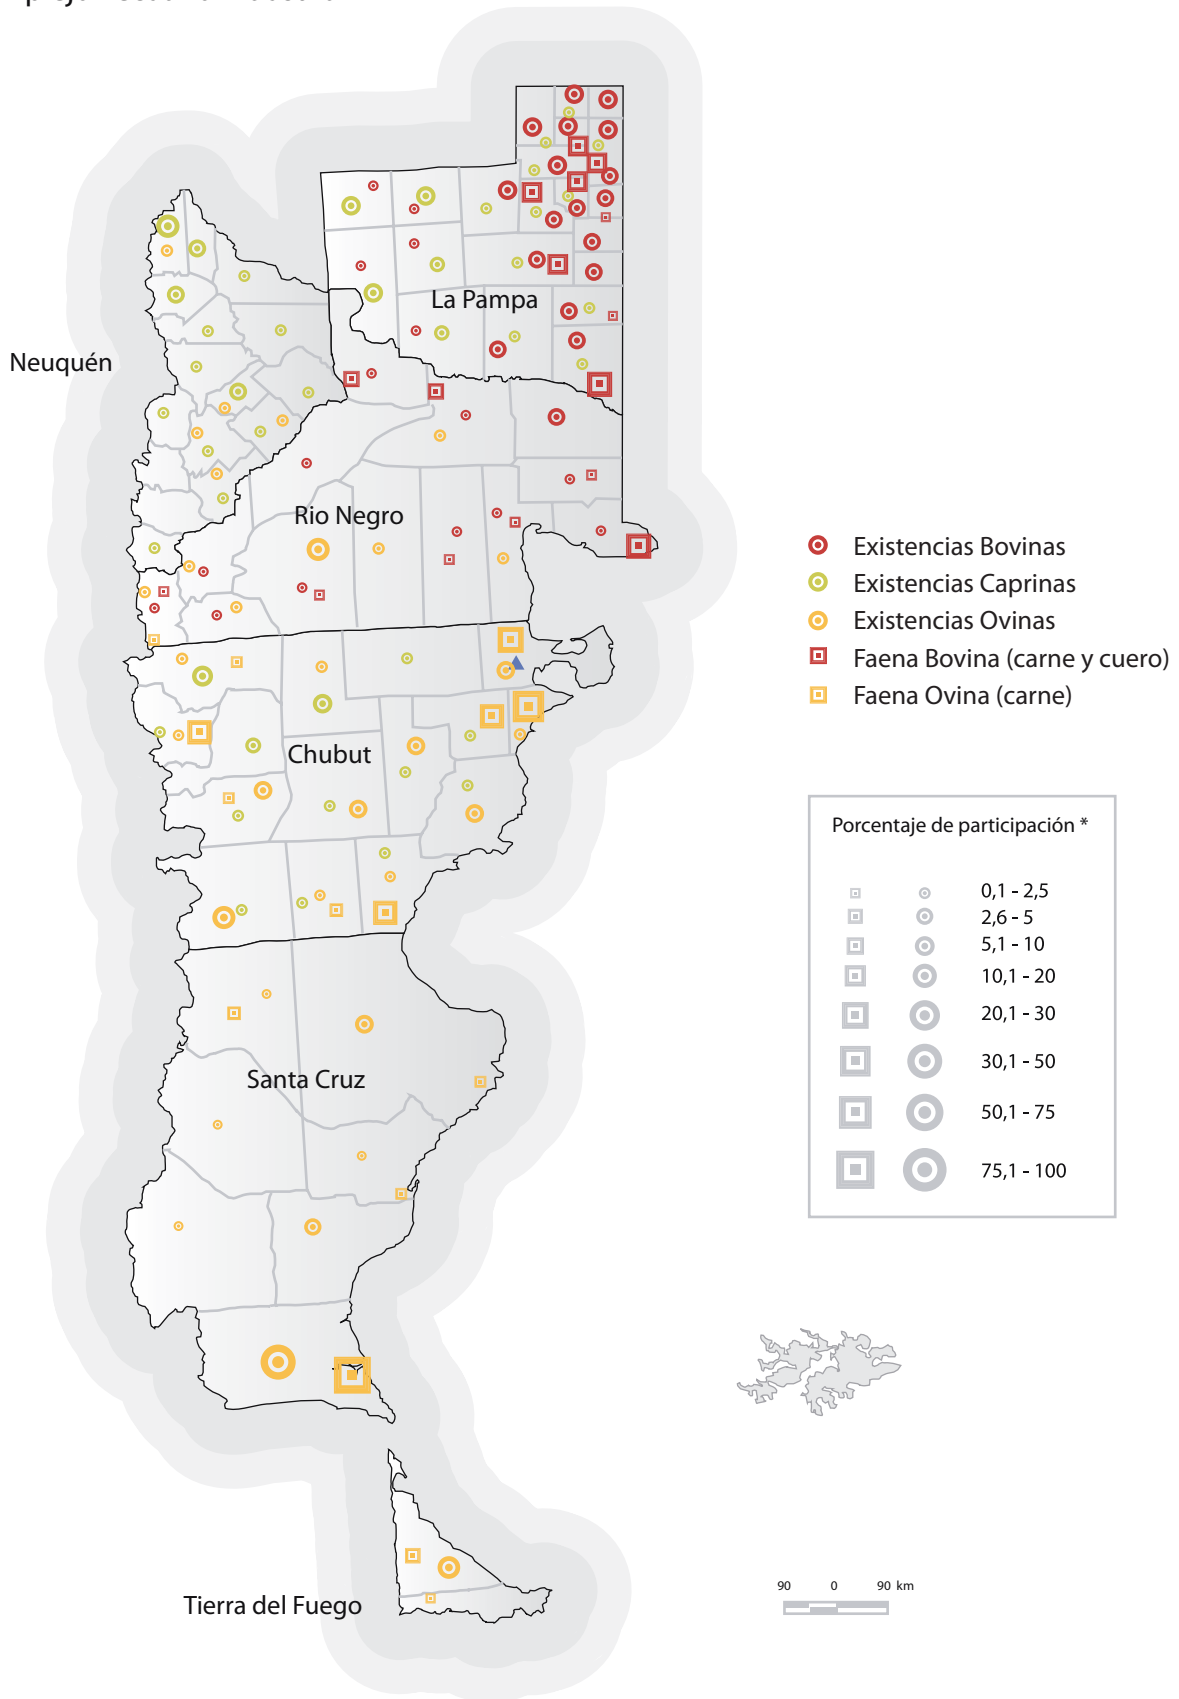 La Pampa
Neuquén
Rio Negro
Chubut
Santa Cruz
Tierra del Fuego
Existencias Bovinas
Existencias Caprinas
Existencias Ovinas
Faena Bovina (carne y cuero)
Faena Ovina (carne)
Porcentaje de participación *
0,1 - 2,5
2,6 - 5
5,1 - 10
10,1 - 20
20,1 - 30
30,1 - 50
50,1 - 75
75,1 - 100
90 0 90 km